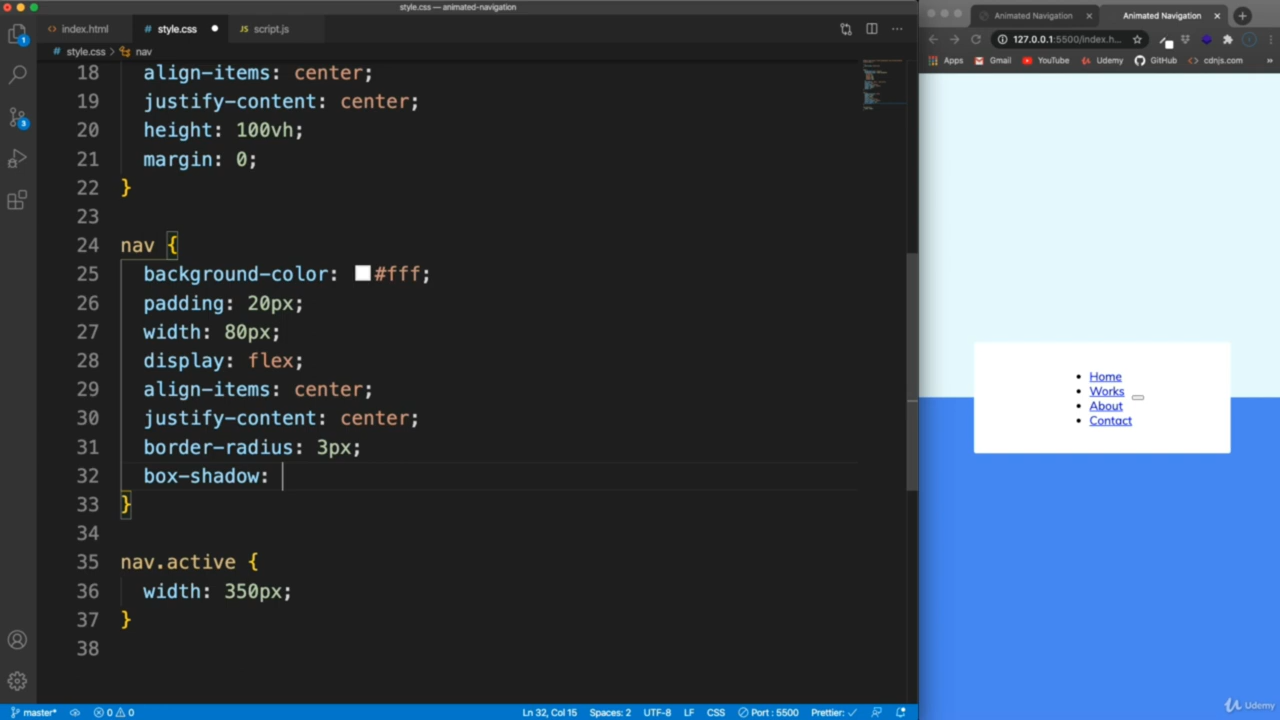 style.css — animated-navigation
index.html
style.css
script.js
style.css > nav
18 align-items: center;
19 justify-content: center;
20 height: 100vh;
21 margin: 0;
22 }
23
24 nav {
25 background-color: #fff;
26 padding: 20px;
27 width: 80px;
28 display: flex;
29 align-items: center;
30 justify-content: center;
31 border-radius: 3px;
32 box-shadow:
33 }
34
35 nav.active {
36 width: 350px;
37 }
38
1
3
master* 0 0 Ln 32, Col 15 Spaces: 2 UTF-8 LF CSS Port : 5500 Prettier: ✓
Animated Navigation
Animated Navigation
127.0.0.1:5500/index.h...
Apps Gmail YouTube Udemy GitHub cdnjs.com »
• Home
• Works
• About
• Contact
Udemy